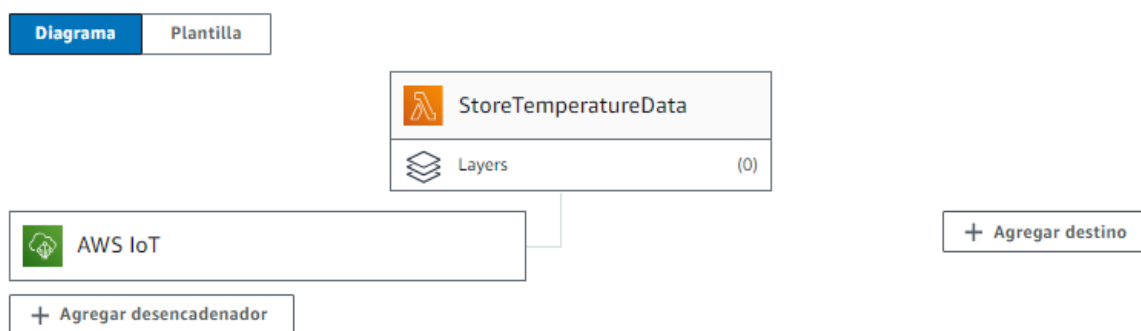 Diagrama Plantilla
StoreTemperatureData
Layers (0)
AWS IoT
+ Agregar destino
+ Agregar desencadenador